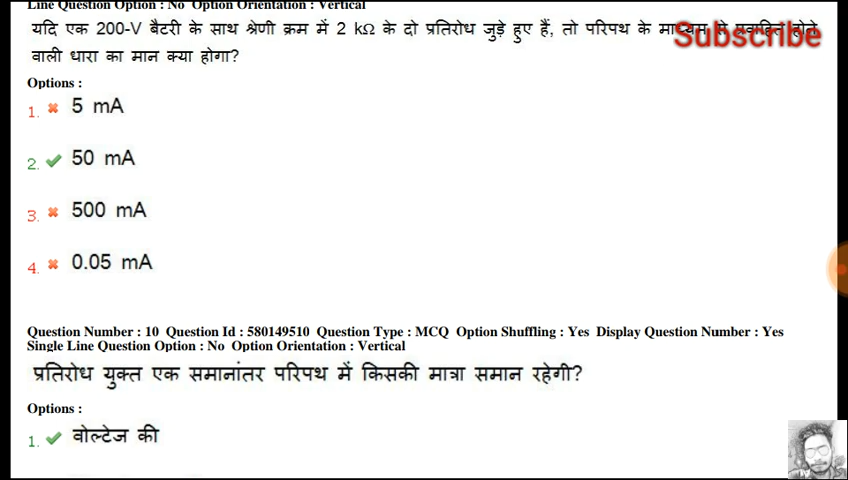 Line Question Option : No Option Orientation : Vertical
यदि एक 200-V बैटरी के साथ श्रेणी क्रम में 2 kΩ के दो प्रतिरोध जुड़े हुए हैं, तो परिपथ के माध्यम से प्रवाहित होने
Subscribe
वाली धारा का मान क्या होगा?
Options :
1. 5 mA
2. 50 mA
3. 500 mA
4. 0.05 mA
Question Number : 10 Question Id : 580149510 Question Type : MCQ Option Shuffling : Yes Display Question Number : Yes
Single Line Question Option : No Option Orientation : Vertical
प्रतिरोध युक्त एक समानांतर परिपथ में किसकी मात्रा समान रहेगी?
Options :
1. वोल्टेज की